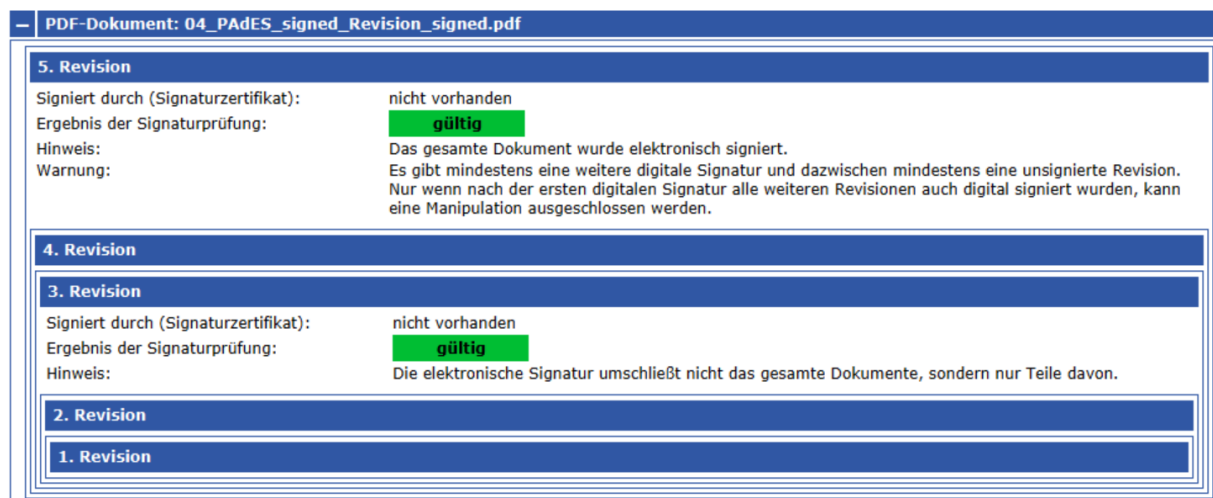 – PDF-Dokument: 04_PAdES_signed_Revision_signed.pdf
5. Revision
Signiert durch (Signaturzertifikat): nicht vorhanden
Ergebnis der Signaturprüfung: gültig
Hinweis: Das gesamte Dokument wurde elektronisch signiert.
Warnung: Es gibt mindestens eine weitere digitale Signatur und dazwischen mindestens eine unsignierte Revision.
Nur wenn nach der ersten digitalen Signatur alle weiteren Revisionen auch digital signiert wurden, kann
eine Manipulation ausgeschlossen werden.
4. Revision
3. Revision
Signiert durch (Signaturzertifikat): nicht vorhanden
Ergebnis der Signaturprüfung: gültig
Hinweis: Die elektronische Signatur umschließt nicht das gesamte Dokumente, sondern nur Teile davon.
2. Revision
1. Revision